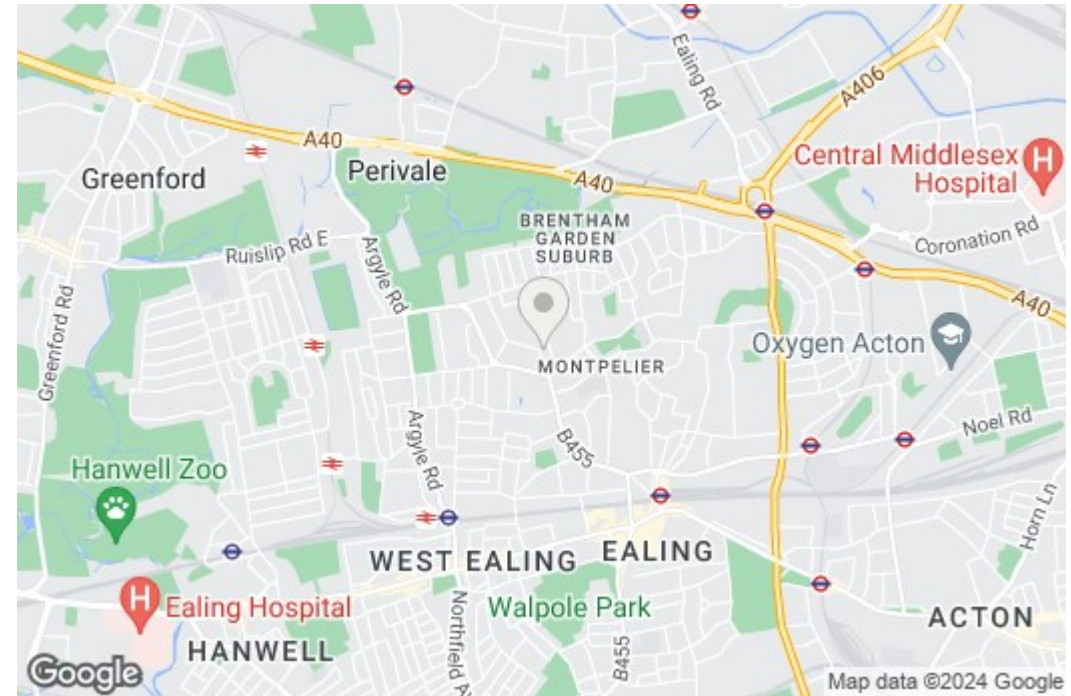 Ealing Rd
A406
A40
Central Middlesex
Hospital
H
Greenford
Perivale
A40
BRENTHAM
GARDEN
SUBURB
Coronation Rd
Ruislip Rd E
Argyle Rd
A40
Greenford Rd
Oxygen Acton
MONTPELIER
Noel Rd
Argyle Rd
B455
Hanwell Zoo
Horn Ln
WEST EALING
EALING
H
Ealing Hospital
Walpole Park
ACTON
Northfield A
B455
HANWELL
Google
Map data ©2024 Google